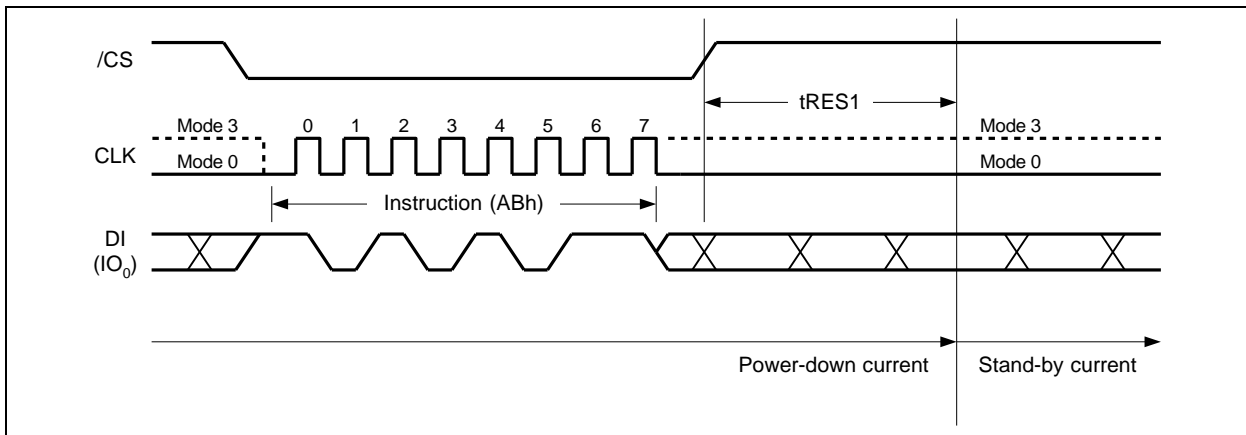 /CS
tRES1
Mode 3
0 1 2 3 4 5 6 7
Mode 3
CLK
Mode 0
Mode 0
Instruction (ABh)
DI
(IO₀)
Power-down current
Stand-by current